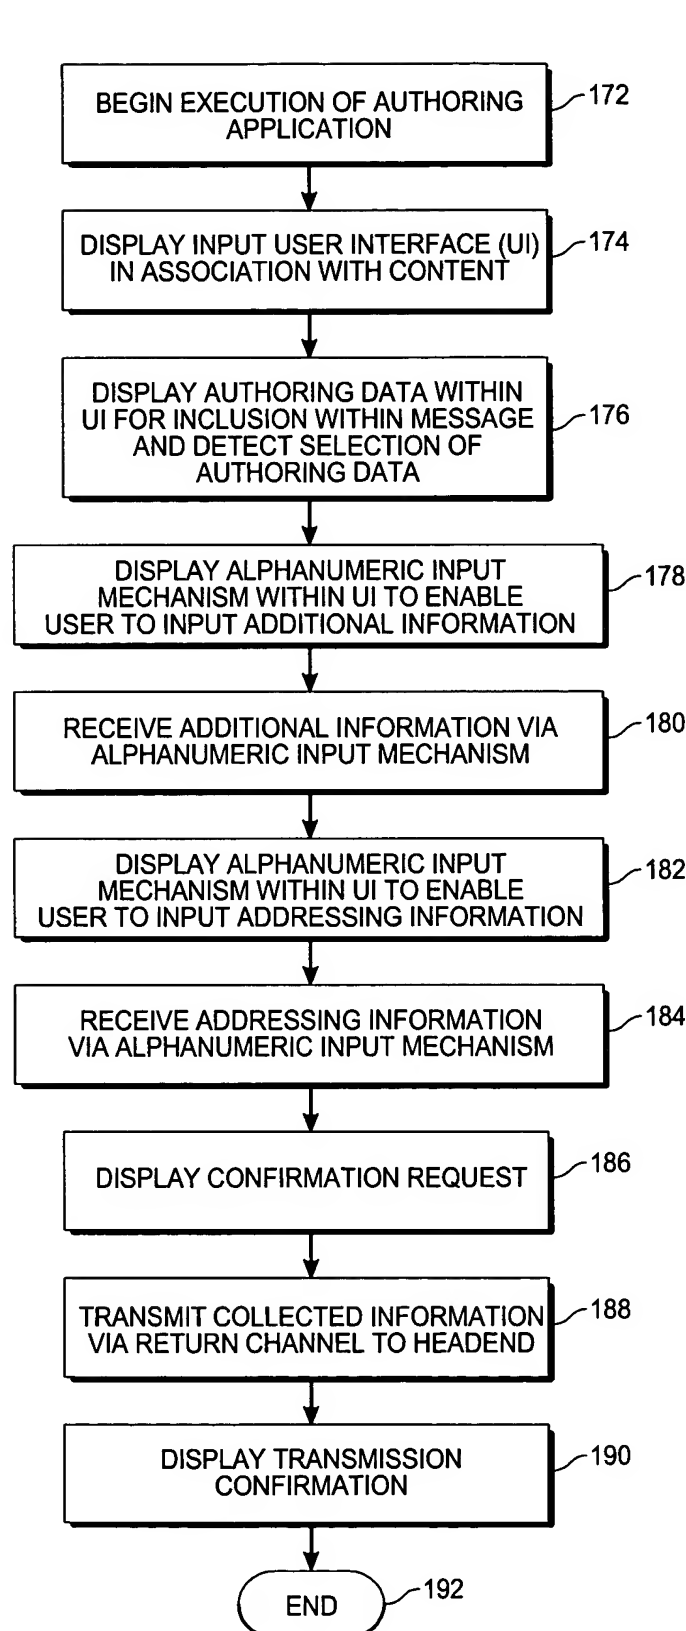 BEGIN EXECUTION OF AUTHORING
APPLICATION
172
DISPLAY INPUT USER INTERFACE (UI)
IN ASSOCIATION WITH CONTENT
174
DISPLAY AUTHORING DATA WITHIN
UI FOR INCLUSION WITHIN MESSAGE
AND DETECT SELECTION OF
AUTHORING DATA
176
DISPLAY ALPHANUMERIC INPUT
MECHANISM WITHIN UI TO ENABLE
USER TO INPUT ADDITIONAL INFORMATION
178
RECEIVE ADDITIONAL INFORMATION VIA
ALPHANUMERIC INPUT MECHANISM
180
DISPLAY ALPHANUMERIC INPUT
MECHANISM WITHIN UI TO ENABLE
USER TO INPUT ADDRESSING INFORMATION
182
RECEIVE ADDRESSING INFORMATION
VIA ALPHANUMERIC INPUT MECHANISM
184
DISPLAY CONFIRMATION REQUEST
186
TRANSMIT COLLECTED INFORMATION
VIA RETURN CHANNEL TO HEADEND
188
DISPLAY TRANSMISSION
CONFIRMATION
190
END
192